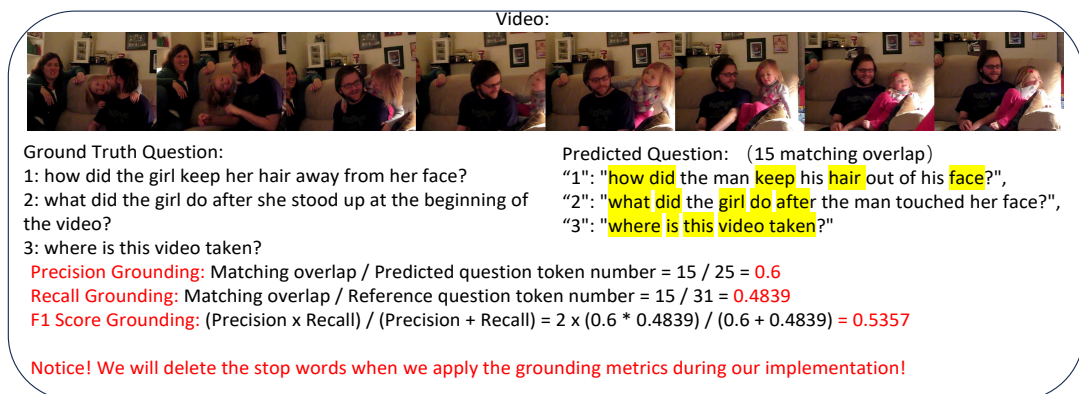 Video:
Ground Truth Question:
1: how did the girl keep her hair away from her face?
2: what did the girl do after she stood up at the beginning of
the video?
3: where is this video taken?
Predicted Question: （15 matching overlap）
“1": "how did the man keep his hair out of his face?",
“2": "what did the girl do after the man touched her face?",
“3": "where is this video taken?"
Precision Grounding: Matching overlap / Predicted question token number = 15 / 25 = 0.6
Recall Grounding: Matching overlap / Reference question token number = 15 / 31 = 0.4839
F1 Score Grounding: (Precision x Recall) / (Precision + Recall) = 2 x (0.6 * 0.4839) / (0.6 + 0.4839) = 0.5357
Notice! We will delete the stop words when we apply the grounding metrics during our implementation!